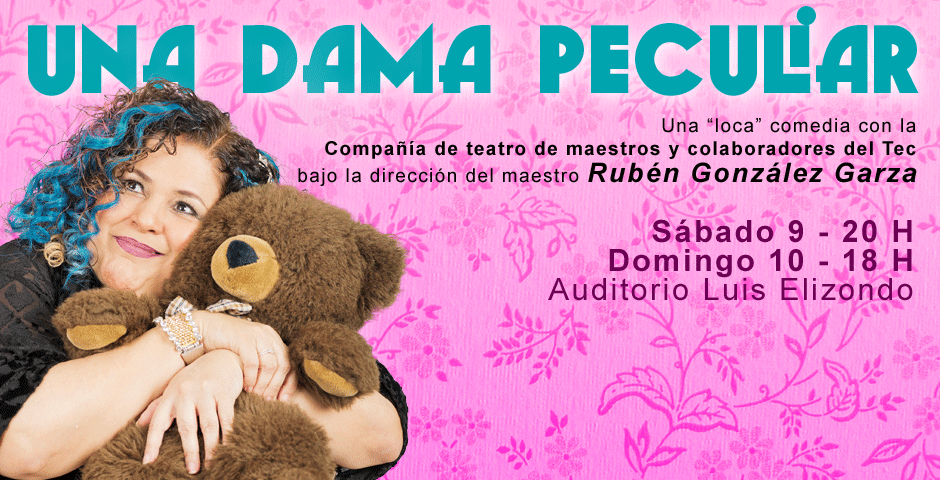 UNA DAMA PECULiAR
Una “loca” comedia con la
Compañía de teatro de maestros y colaboradores del Tec
bajo la dirección del maestro Rubén González Garza
Sábado 9 - 20 H
Domingo 10 - 18 H
Auditorio Luis Elizondo